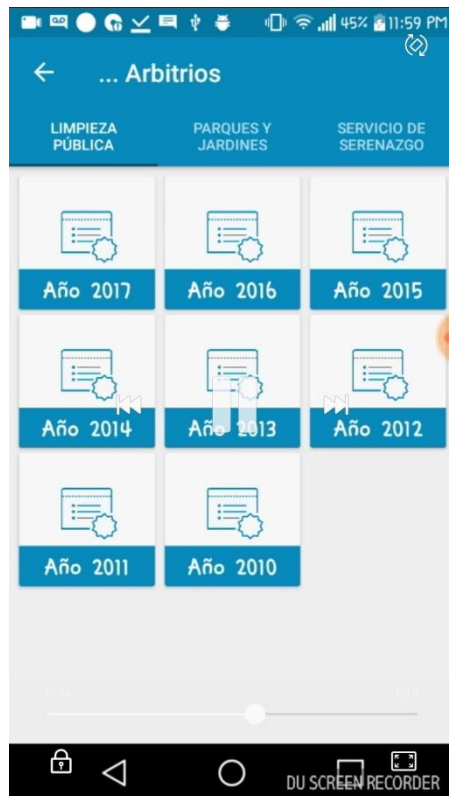 45% 11:59 PM
... Arbitrios
LIMPIEZA PÚBLICA
PARQUES Y JARDINES
SERVICIO DE SERENAZGO
Año 2017
Año 2016
Año 2015
Año 2014
Año 2013
Año 2012
Año 2011
Año 2010
DU SCREEN RECORDER